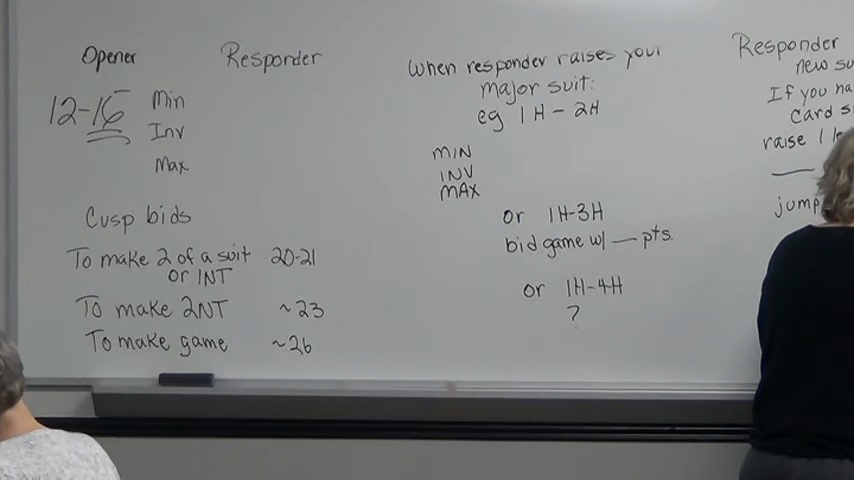 Opener
12-16
Min
Inv
Max
Cusp bids
To make 2 of a suit 20-21
or 1NT
To make 2NT ~23
To make game ~26
Responder
When responder raises your
major suit:
eg 1H - 2H
MIN
INV
MAX
or 1H-3H
bid game w/ __ pts.
or 1H-4H
?
Responder
new su
If you ha
card s
raise 1 le
jump